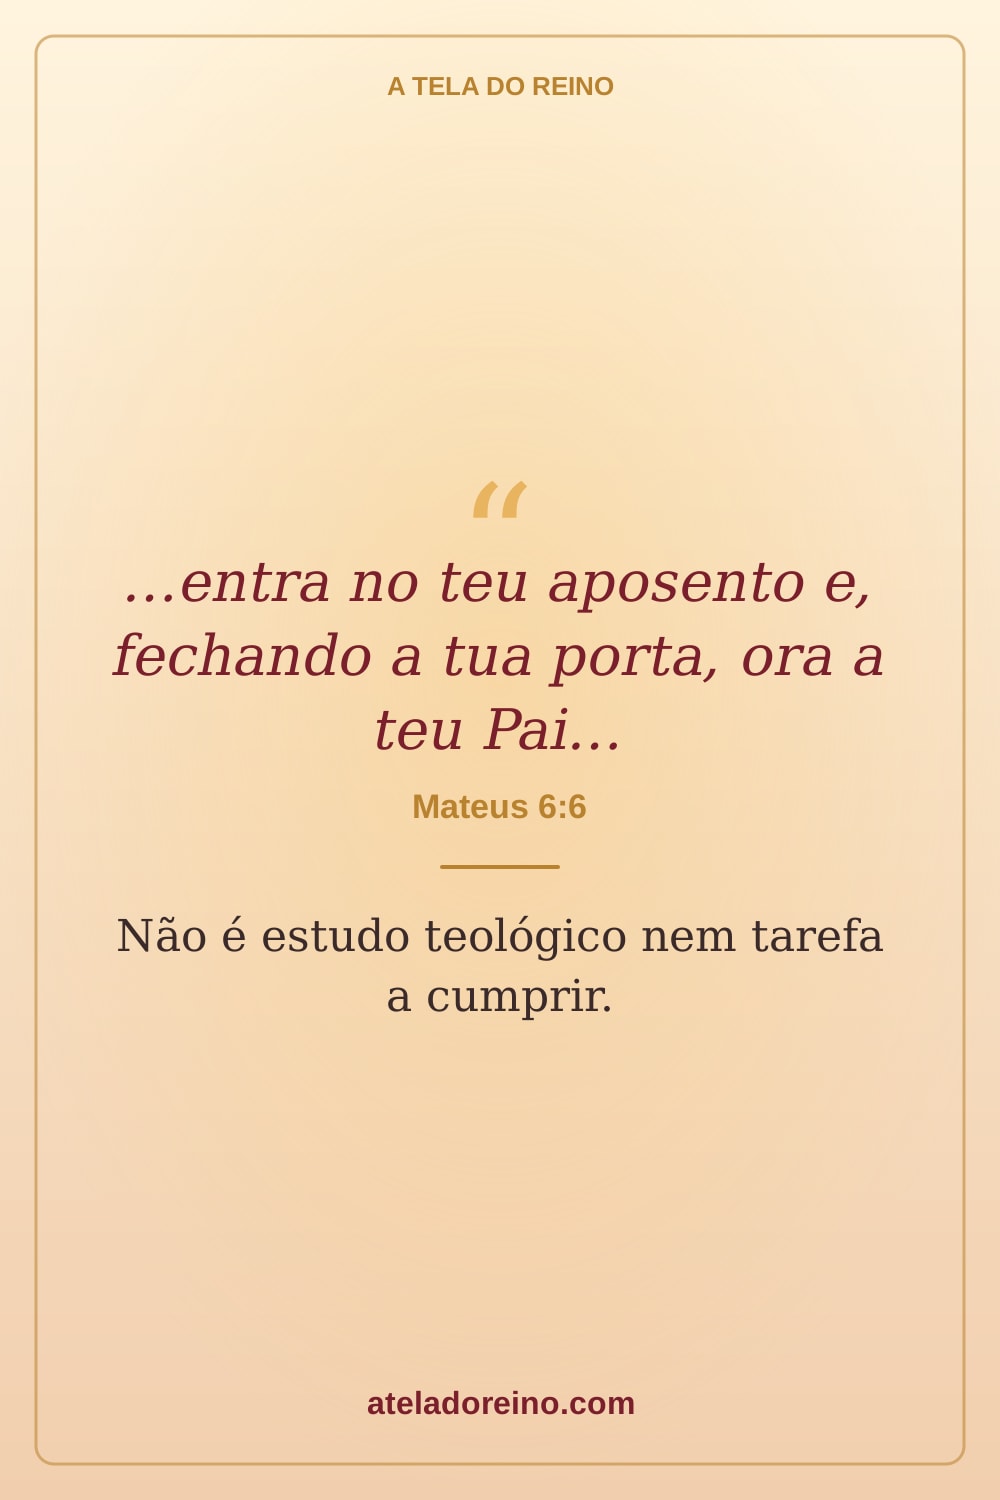 A TELA DO REINO
“
...entra no teu aposento e,
fechando a tua porta, ora a
teu Pai...
Mateus 6:6
Não é estudo teológico nem tarefa
a cumprir.
ateladoreino.com